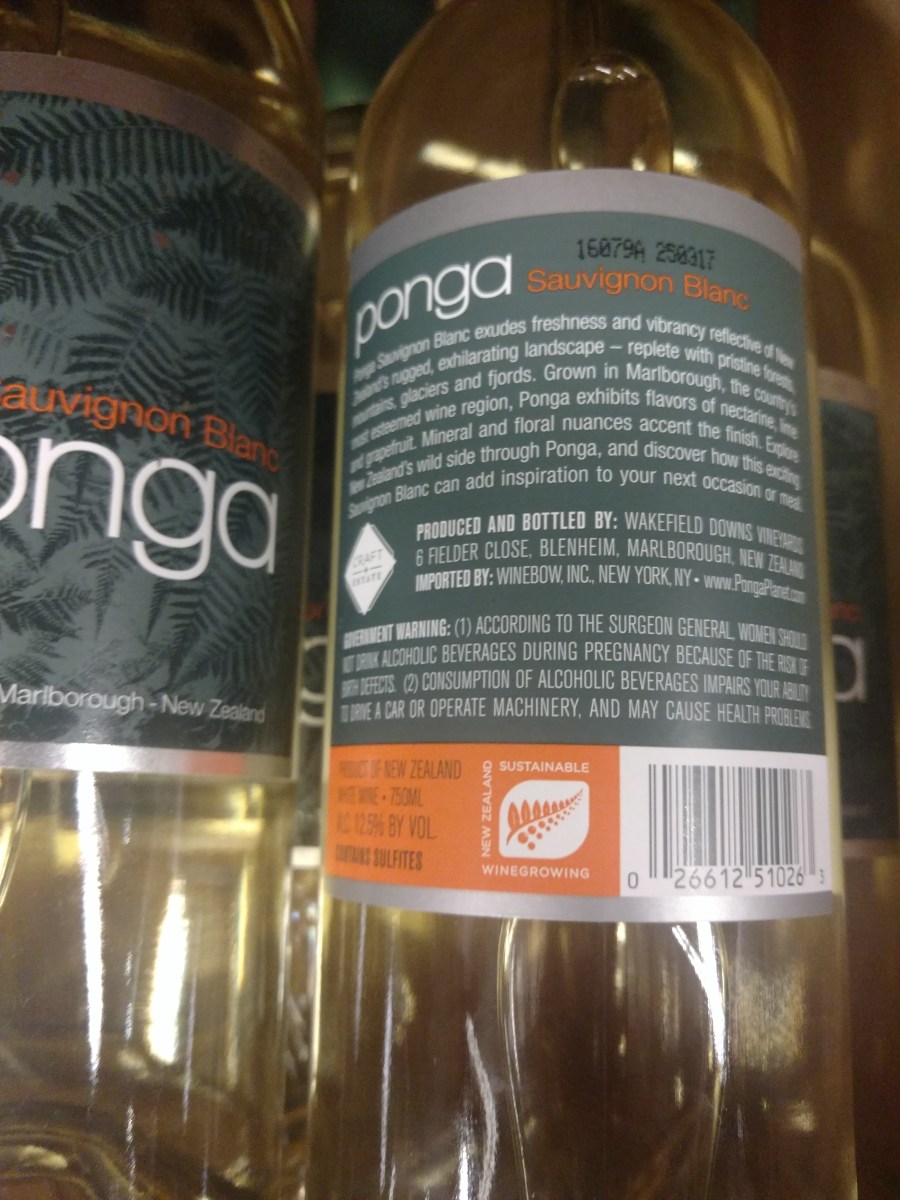 auvignon Blanc
onga
Marlborough - New Zealand
16079A 250317
ponga Sauvignon Blanc
Ponga Sauvignon Blanc exudes freshness and vibrancy reflective of New
Zealand's rugged, exhilarating landscape – replete with pristine forests,
mountains, glaciers and fjords. Grown in Marlborough, the country's
most esteemed wine region, Ponga exhibits flavors of nectarine, lime
and grapefruit. Mineral and floral nuances accent the finish. Explore
New Zealand's wild side through Ponga, and discover how this exciting
Sauvignon Blanc can add inspiration to your next occasion or meal.
CRAFT
+
ESTATE
PRODUCED AND BOTTLED BY: WAKEFIELD DOWNS VINEYARDS
6 FIELDER CLOSE, BLENHEIM, MARLBOROUGH, NEW ZEALAND
IMPORTED BY: WINEBOW, INC., NEW YORK, NY • www.PongaPlanet.com
GOVERNMENT WARNING: (1) ACCORDING TO THE SURGEON GENERAL, WOMEN SHOULD
NOT DRINK ALCOHOLIC BEVERAGES DURING PREGNANCY BECAUSE OF THE RISK OF
BIRTH DEFECTS. (2) CONSUMPTION OF ALCOHOLIC BEVERAGES IMPAIRS YOUR ABILITY
TO DRIVE A CAR OR OPERATE MACHINERY, AND MAY CAUSE HEALTH PROBLEMS.
PRODUCT OF NEW ZEALAND
WHITE WINE • 750ML
ALC. 12.5% BY VOL.
CONTAINS SULFITES
NEW ZEALAND
SUSTAINABLE
WINEGROWING
0 26612 51026 3
a